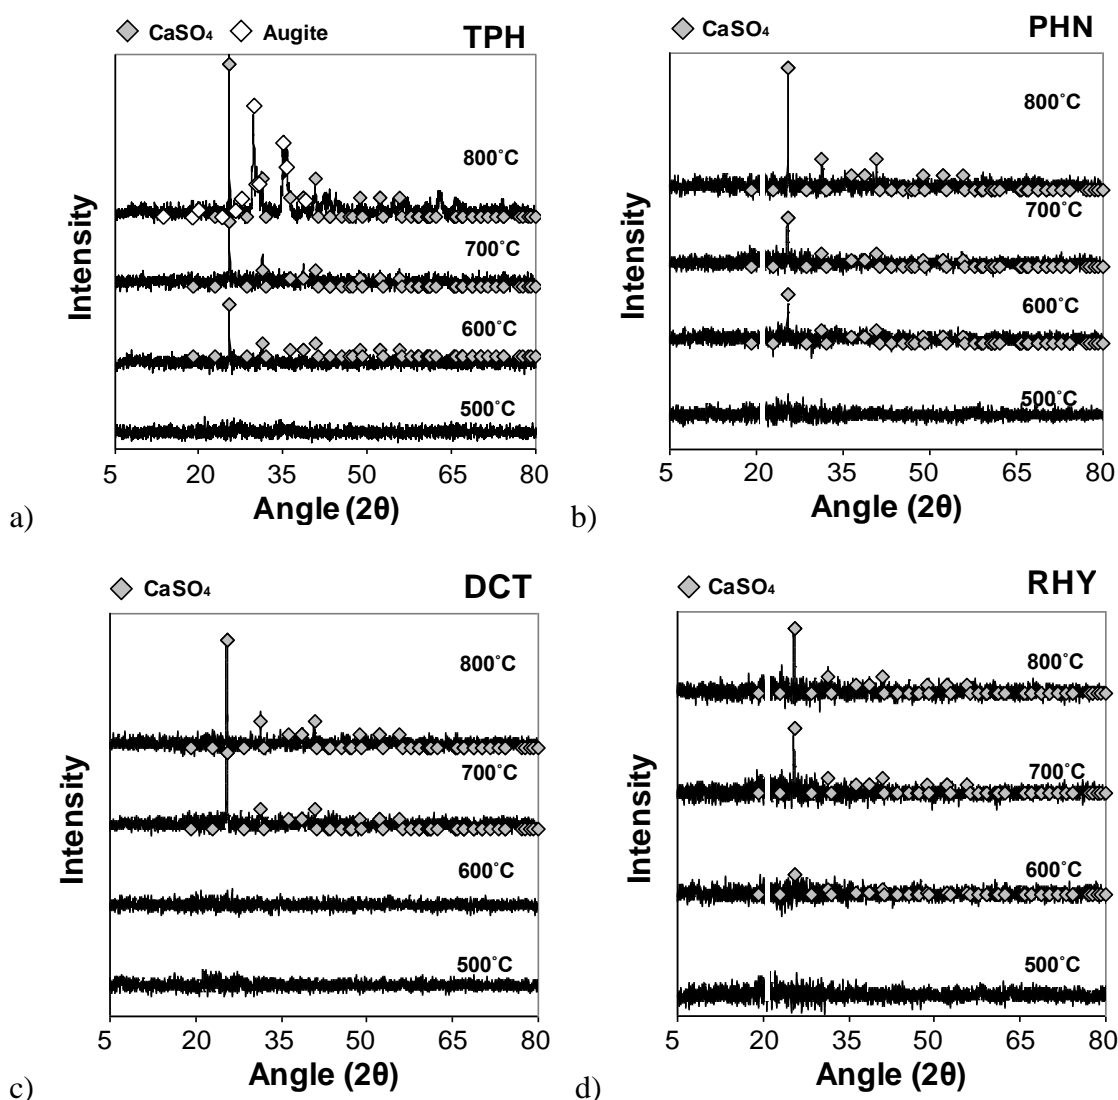 CaSO4 Augite TPH
800˚C
700˚C
600˚C
500˚C
Intensity
5 20 35 50 65 80
Angle (2θ)
a)
CaSO4 PHN
800˚C
700˚C
600˚C
500˚C
Intensity
5 20 35 50 65 80
Angle (2θ)
b)
CaSO4 DCT
800˚C
700˚C
600˚C
500˚C
Intensity
5 20 35 50 65 80
Angle (2θ)
c)
CaSO4 RHY
800˚C
700˚C
600˚C
500˚C
Intensity
5 20 35 50 65 80
Angle (2θ)
d)